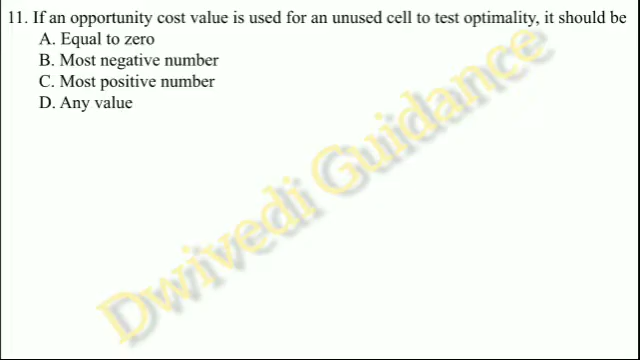 11. If an opportunity cost value is used for an unused cell to test optimality, it should be
A. Equal to zero
B. Most negative number
C. Most positive number
D. Any value
Dwivedi Guidance